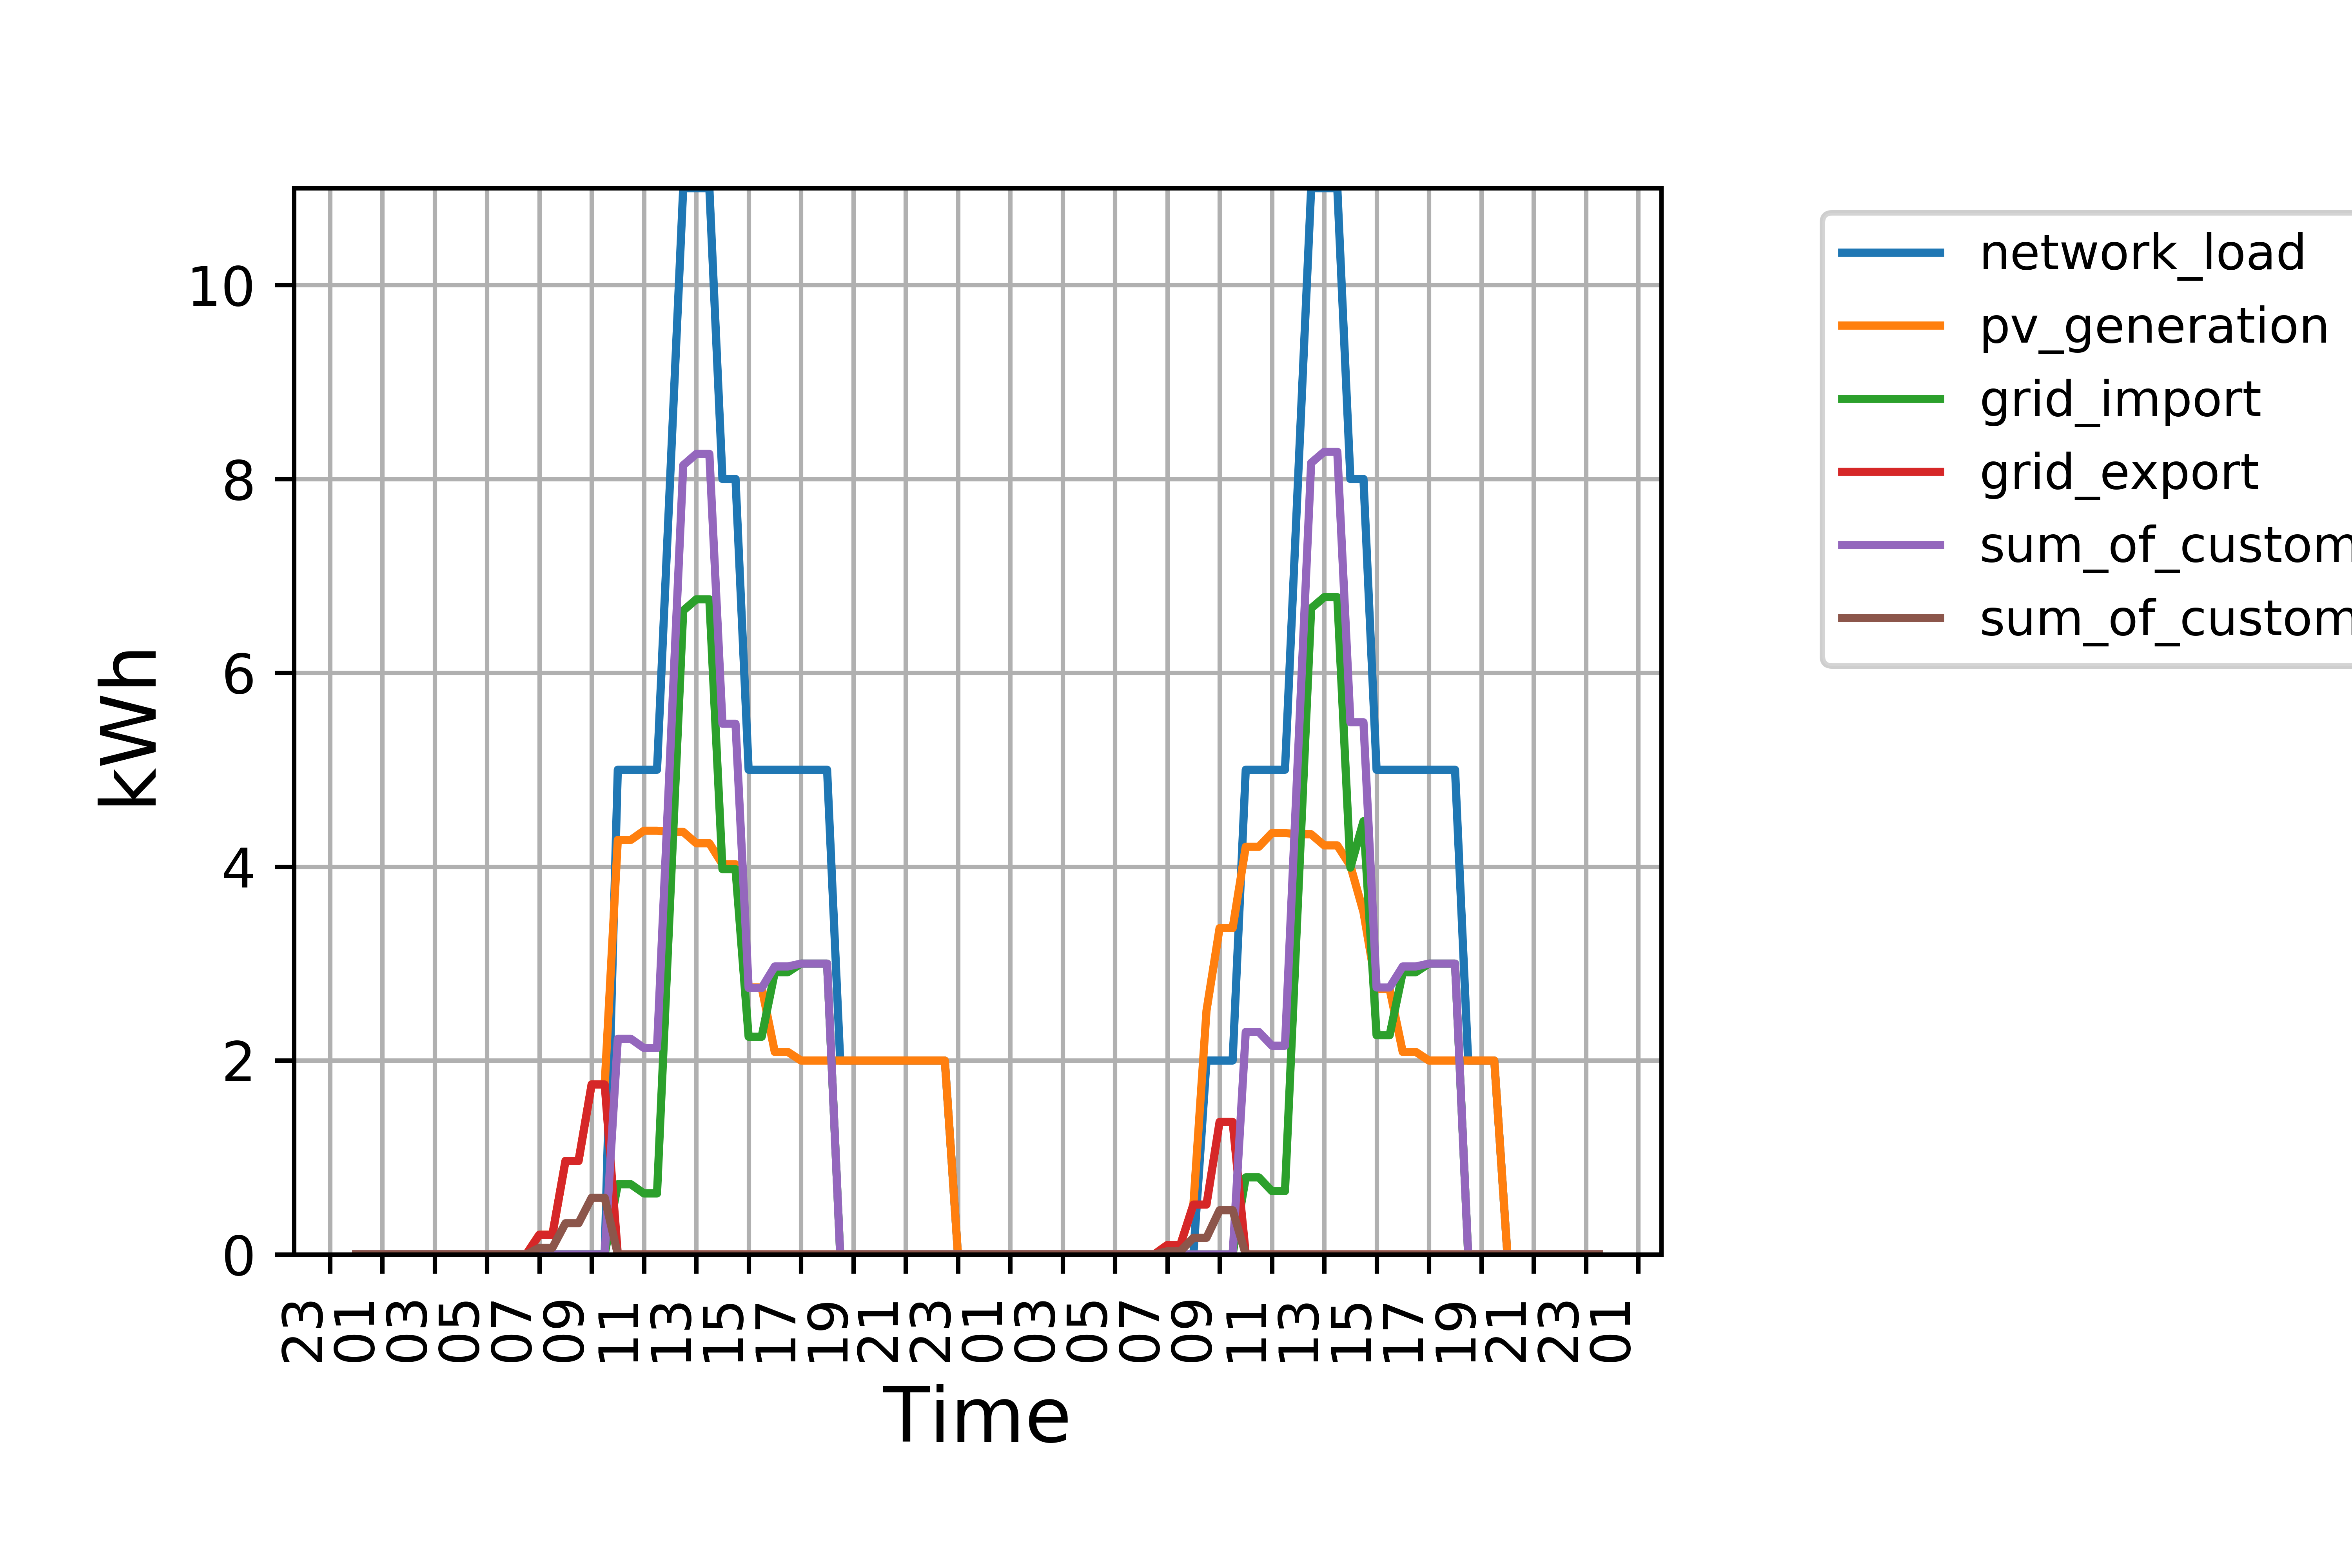 10
8
6
4
2
0
kWh
23 01 03 05 07 09 11 13 15 17 19 21 23 01 03 05 07 09 11 13 15 17 19 21 23 01
Time
network_load
pv_generation
grid_import
grid_export
sum_of_custom
sum_of_custom